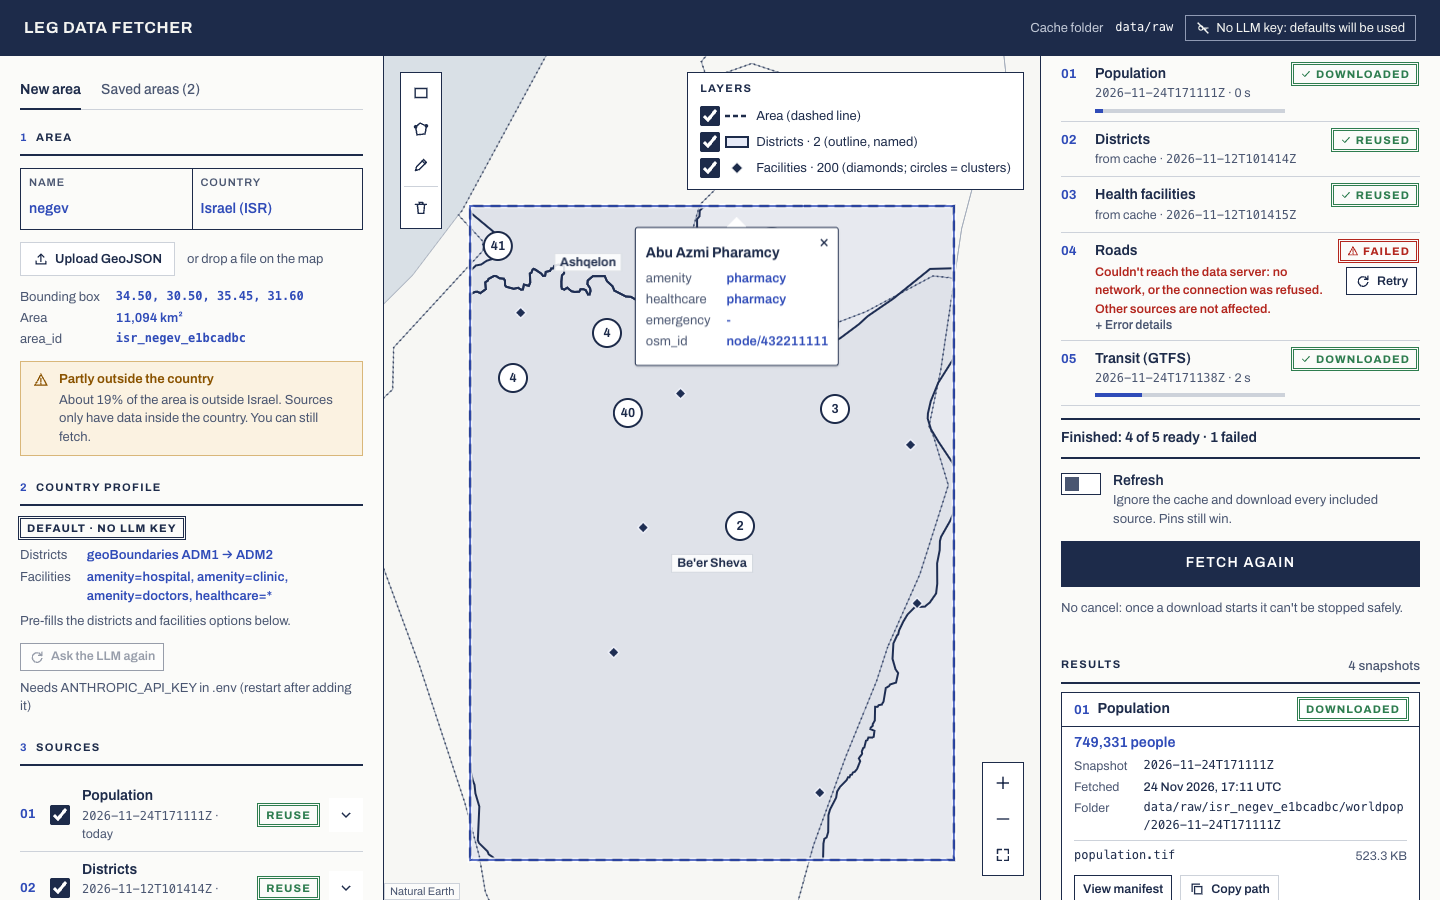 LEG DATA FETCHER
Cache folder data/raw
No LLM key: defaults will be used
New area
Saved areas (2)
1 AREA
NAME
negev
COUNTRY
Israel (ISR)
Upload GeoJSON
or drop a file on the map
Bounding box 34.50, 30.50, 35.45, 31.60
Area 11,094 km²
area_id isr_negev_e1bcadbc
Partly outside the country
About 19% of the area is outside Israel. Sources
only have data inside the country. You can still
fetch.
2 COUNTRY PROFILE
DEFAULT · NO LLM KEY
Districts geoBoundaries ADM1 → ADM2
Facilities amenity=hospital, amenity=clinic,
amenity=doctors, healthcare=*
Pre-fills the districts and facilities options below.
Ask the LLM again
Needs ANTHROPIC_API_KEY in .env (restart after adding
it)
3 SOURCES
01 Population
2026-11-24T171111Z ·
today
REUSE
02 Districts
2026-11-12T101414Z ·
REUSE
LAYERS
Area (dashed line)
Districts · 2 (outline, named)
Facilities · 200 (diamonds; circles = clusters)
41
Ashqelon
4
4
40
3
2
Be'er Sheva
Abu Azmi Pharamcy
×
amenity pharmacy
healthcare pharmacy
emergency -
osm_id node/432211111
+
−
Natural Earth
01 Population
2026-11-24T171111Z · 0 s
DOWNLOADED
02 Districts
from cache · 2026-11-12T101414Z
REUSED
03 Health facilities
from cache · 2026-11-12T101415Z
REUSED
04 Roads
FAILED
Couldn't reach the data server: no
network, or the connection was refused.
Other sources are not affected.
+ Error details
Retry
05 Transit (GTFS)
2026-11-24T171138Z · 2 s
DOWNLOADED
Finished: 4 of 5 ready · 1 failed
Refresh
Ignore the cache and download every included
source. Pins still win.
FETCH AGAIN
No cancel: once a download starts it can't be stopped safely.
RESULTS
4 snapshots
01 Population
DOWNLOADED
749,331 people
Snapshot 2026-11-24T171111Z
Fetched 24 Nov 2026, 17:11 UTC
Folder data/raw/isr_negev_e1bcadbc/worldpop
/2026-11-24T171111Z
population.tif 523.3 KB
View manifest
Copy path